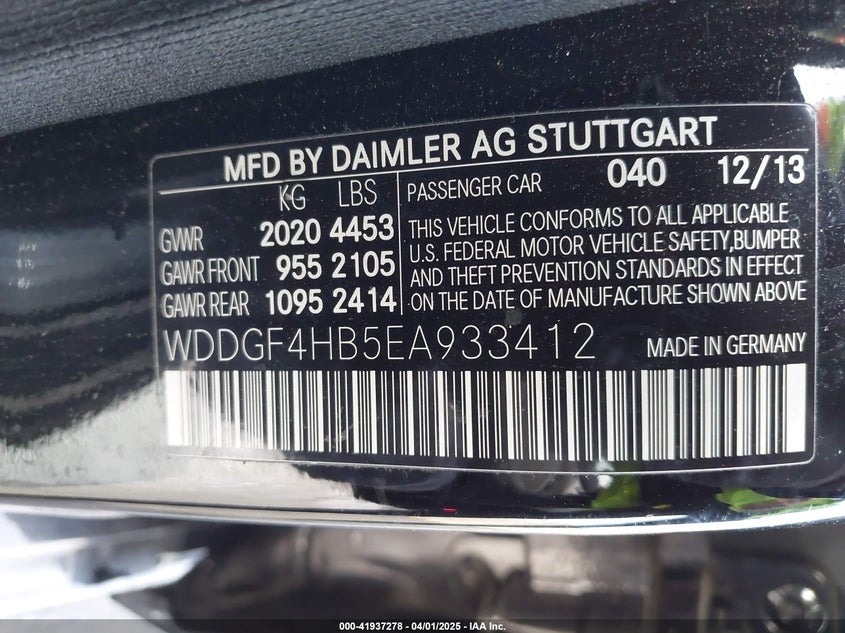 MFD BY DAIMLER AG STUTTGART
KG LBS
PASSENGER CAR 040 12/13
GVWR 2020 4453
GAWR FRONT 955 2105
GAWR REAR 1095 2414
THIS VEHICLE CONFORMS TO ALL APPLICABLE
U.S. FEDERAL MOTOR VEHICLE SAFETY,BUMPER
AND THEFT PREVENTION STANDARDS IN EFFECT
ON THE DATE OF MANUFACTURE SHOWN ABOVE
WDDGF4HB5EA933412 MADE IN GERMANY
000-41937278 - 04/01/2025 - IAA Inc.